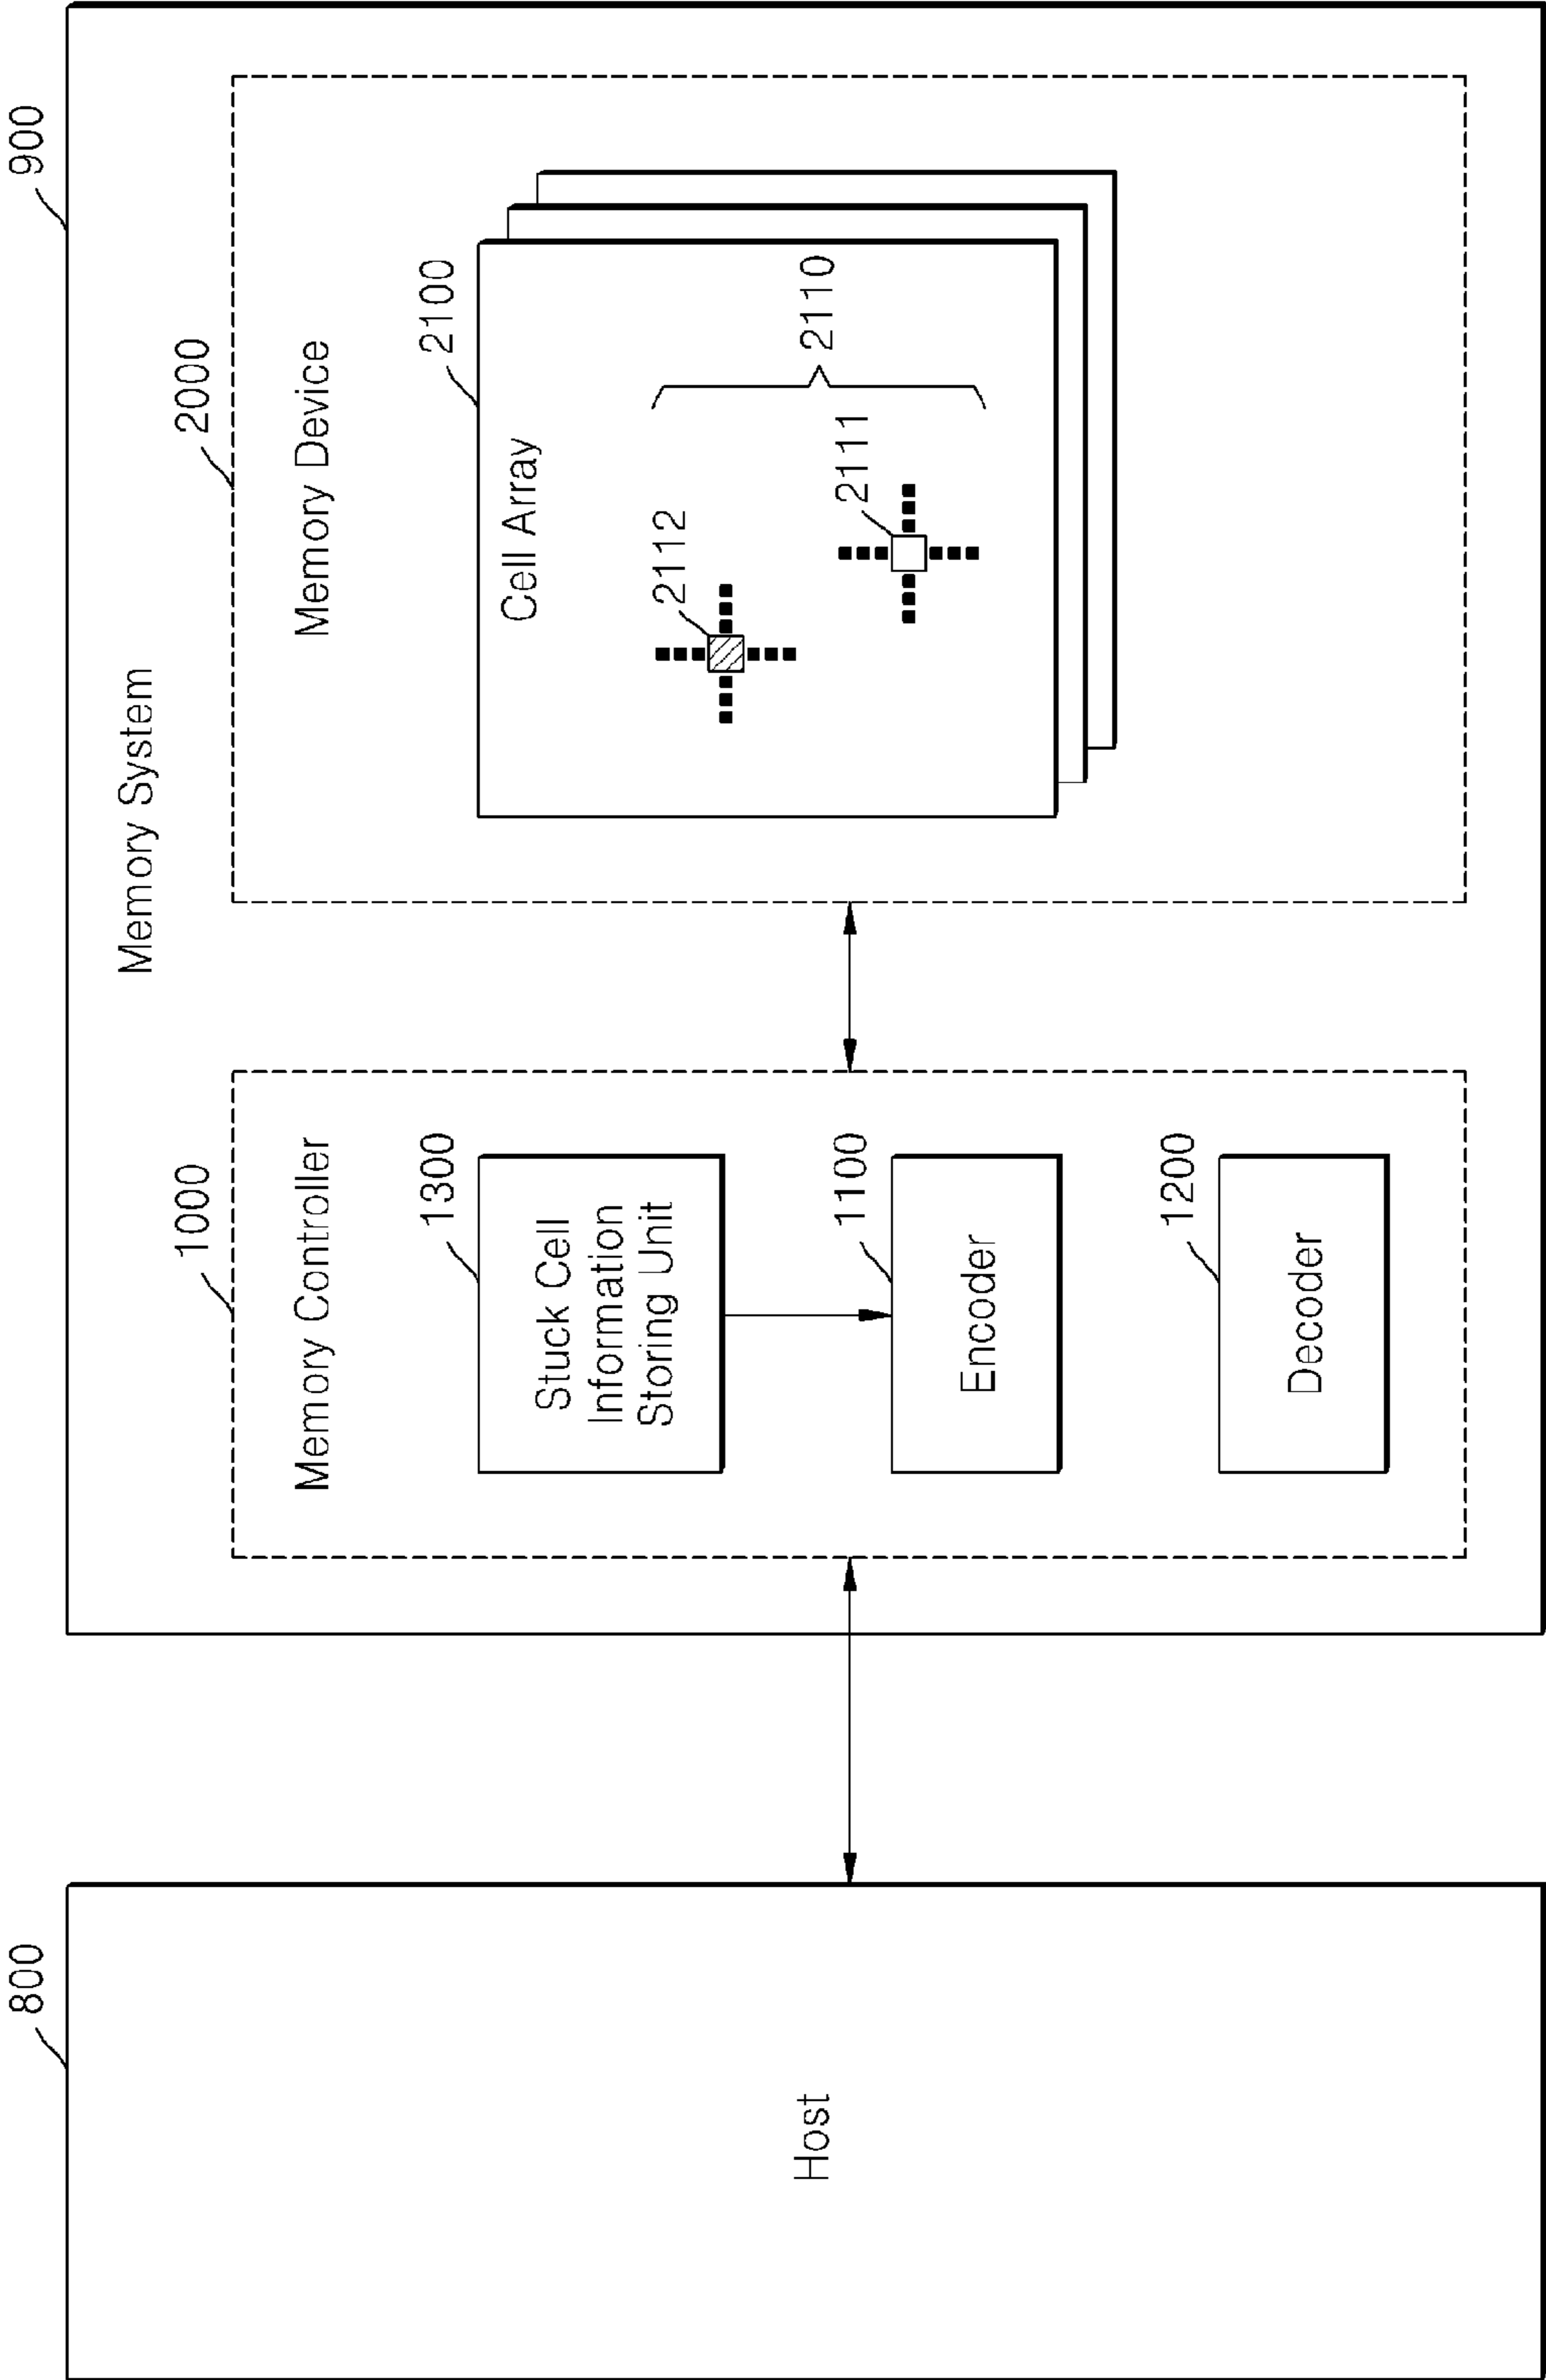 800
Host
900
Memory System
1000
Memory Controller
1300
Stuck Cell
Information
Storing Unit
1100
Encoder
1200
Decoder
2000
Memory Device
2100
Cell Array
2112
2111
2110